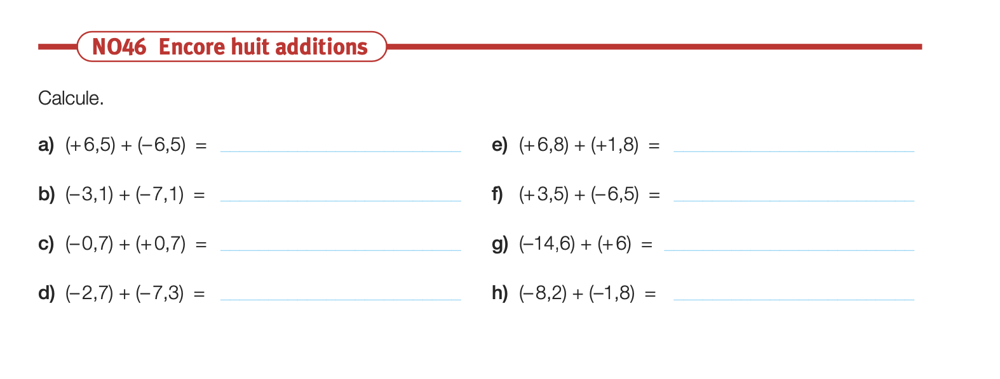 NO46 Encore huit additions
Calcule.
a) (+6,5) + (−6,5) =
b) (−3,1) + (−7,1) =
c) (−0,7) + (+0,7) =
d) (−2,7) + (−7,3) =
e) (+6,8) + (+1,8) =
f) (+3,5) + (−6,5) =
g) (−14,6) + (+6) =
h) (−8,2) + (−1,8) =